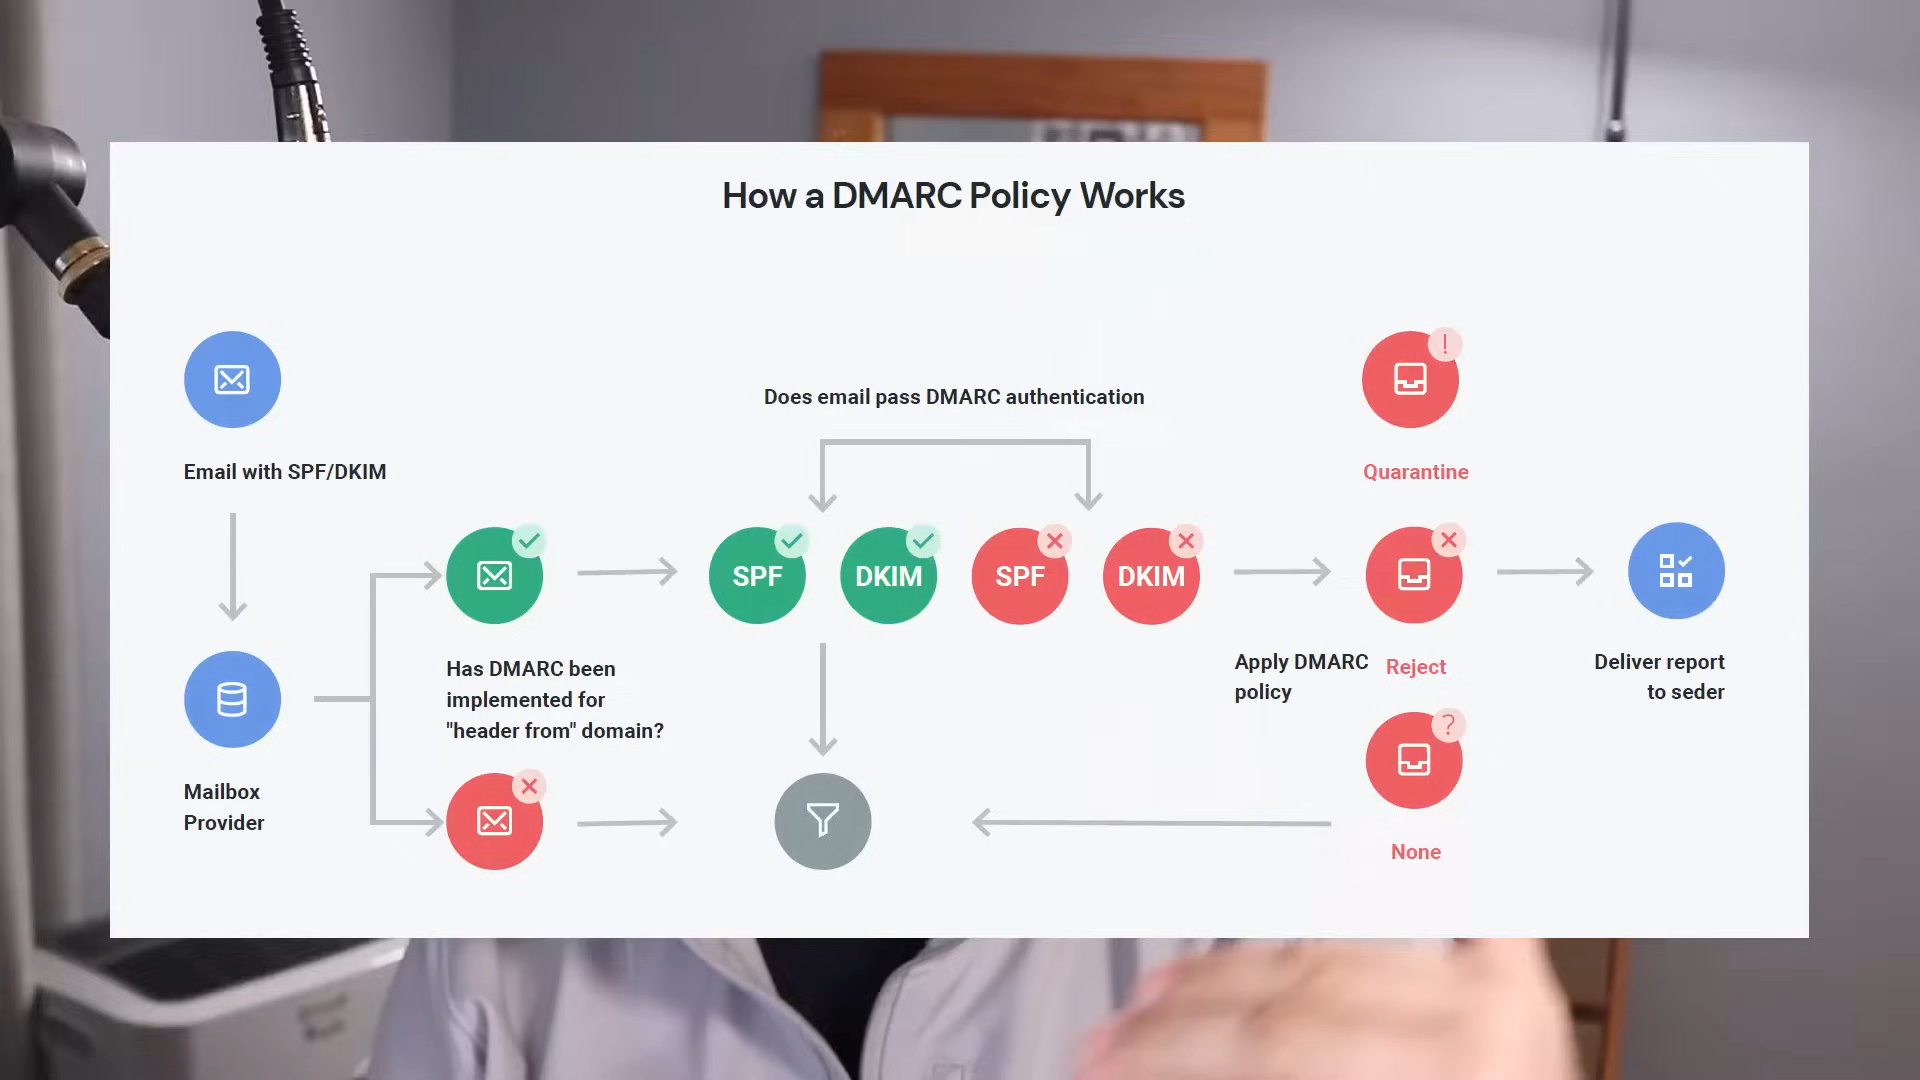 How a DMARC Policy Works
Does email pass DMARC authentication
Email with SPF/DKIM
Quarantine
SPF
DKIM
SPF
DKIM
Has DMARC been
implemented for
"header from" domain?
Apply DMARC
policy
Reject
Deliver report
to seder
Mailbox
Provider
None